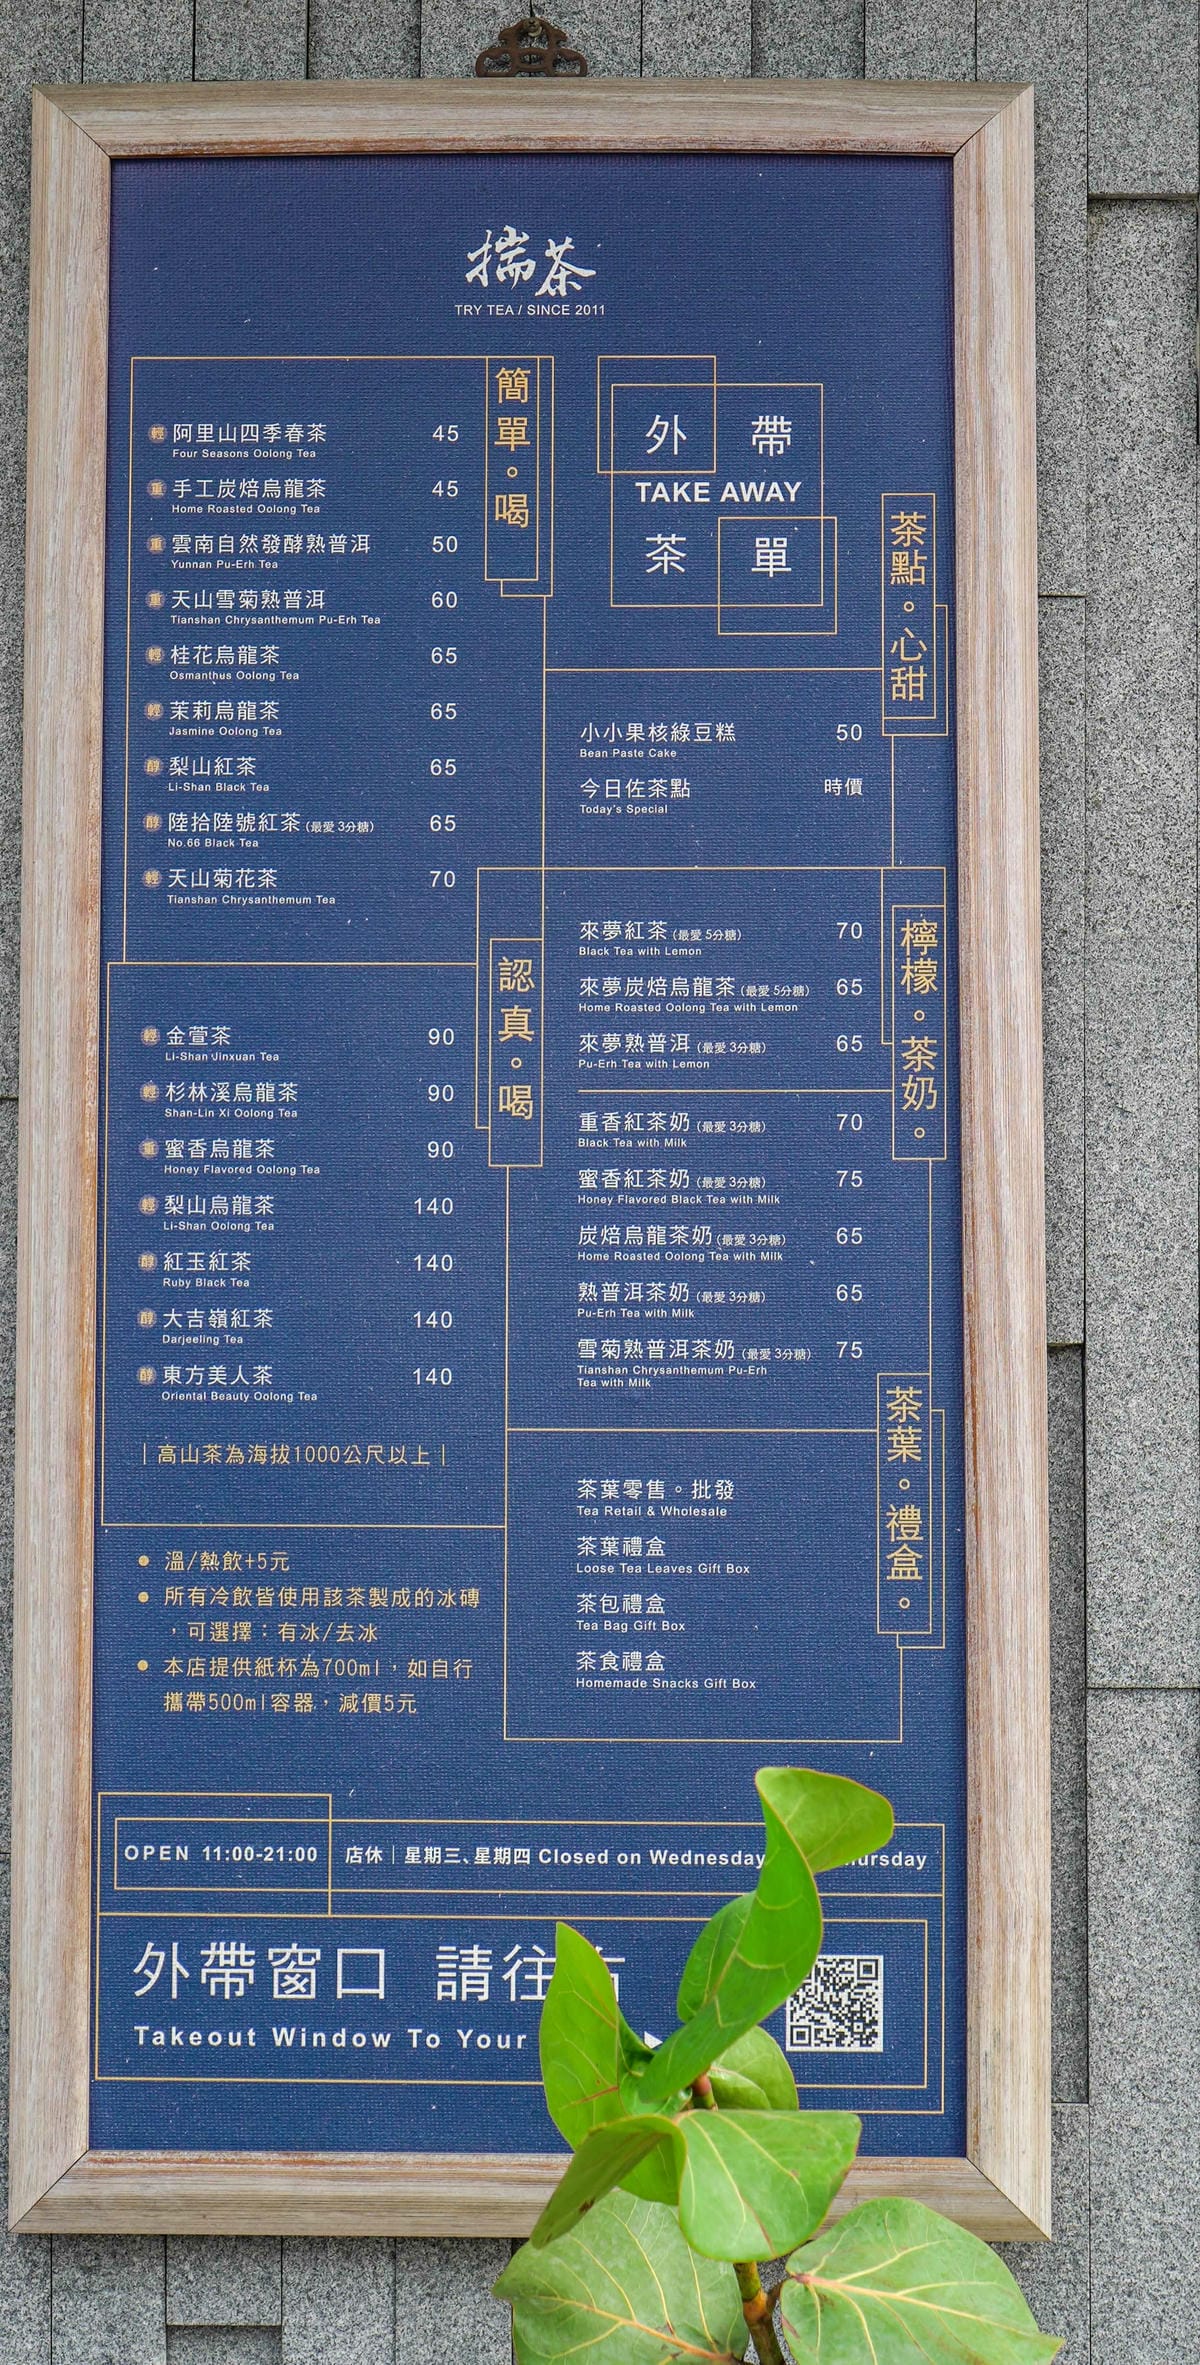 揣茶
TRY TEA / SINCE 2011
簡單。喝
輕 阿里山四季春茶 45
Four Seasons Oolong Tea
重 手工炭焙烏龍茶 45
Home Roasted Oolong Tea
重 雲南自然發酵熟普洱 50
Yunnan Pu-Erh Tea
重 天山雪菊熟普洱 60
Tianshan Chrysanthemum Pu-Erh Tea
輕 桂花烏龍茶 65
Osmanthus Oolong Tea
輕 茉莉烏龍茶 65
Jasmine Oolong Tea
醇 梨山紅茶 65
Li-Shan Black Tea
醇 陸拾陸號紅茶 (最愛 3分糖) 65
No.66 Black Tea
輕 天山菊花茶 70
Tianshan Chrysanthemum Tea
認真。喝
輕 金萱茶 90
Li-Shan Jinxuan Tea
輕 杉林溪烏龍茶 90
Shan-Lin Xi Oolong Tea
重 蜜香烏龍茶 90
Honey Flavored Oolong Tea
輕 梨山烏龍茶 140
Li-Shan Oolong Tea
醇 紅玉紅茶 140
Ruby Black Tea
醇 大吉嶺紅茶 140
Darjeeling Tea
醇 東方美人茶 140
Oriental Beauty Oolong Tea
｜高山茶為海拔1000公尺以上｜
● 溫/熱飲+5元
● 所有冷飲皆使用該茶製成的冰磚
，可選擇：有冰/去冰
● 本店提供紙杯為700ml，如自行
攜帶500ml容器，減價5元
外帶
TAKE AWAY
茶單
茶點。心甜
小小果核綠豆糕 50
Bean Paste Cake
今日佐茶點 時價
Today's Special
檸檬。茶奶。
來夢紅茶 (最愛 5分糖) 70
Black Tea with Lemon
來夢炭焙烏龍茶 (最愛 5分糖) 65
Home Roasted Oolong Tea with Lemon
來夢熟普洱 (最愛 3分糖) 65
Pu-Erh Tea with Lemon
重香紅茶奶 (最愛 3分糖) 70
Black Tea with Milk
蜜香紅茶奶 (最愛 3分糖) 75
Honey Flavored Black Tea with Milk
炭焙烏龍茶奶 (最愛 3分糖) 65
Home Roasted Oolong Tea with Milk
熟普洱茶奶 (最愛 3分糖) 65
Pu-Erh Tea with Milk
雪菊熟普洱茶奶 (最愛 3分糖) 75
Tianshan Chrysanthemum Pu-Erh
Tea with Milk
茶葉。禮盒。
茶葉零售。批發
Tea Retail & Wholesale
茶葉禮盒
Loose Tea Leaves Gift Box
茶包禮盒
Tea Bag Gift Box
茶食禮盒
Homemade Snacks Gift Box
OPEN 11:00-21:00
店休｜星期三、星期四 Closed on Wednesday
外帶窗口 請往
Takeout Window To Your